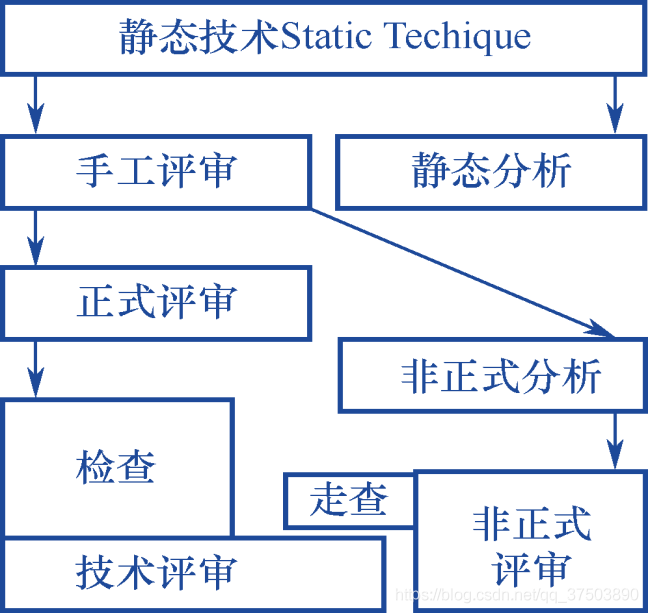 静态技术Static Techique
手工评审
静态分析
正式评审
非正式分析
检查
走查
非正式
评审
技术评审
https://blog.csdn.net/qq_37503890